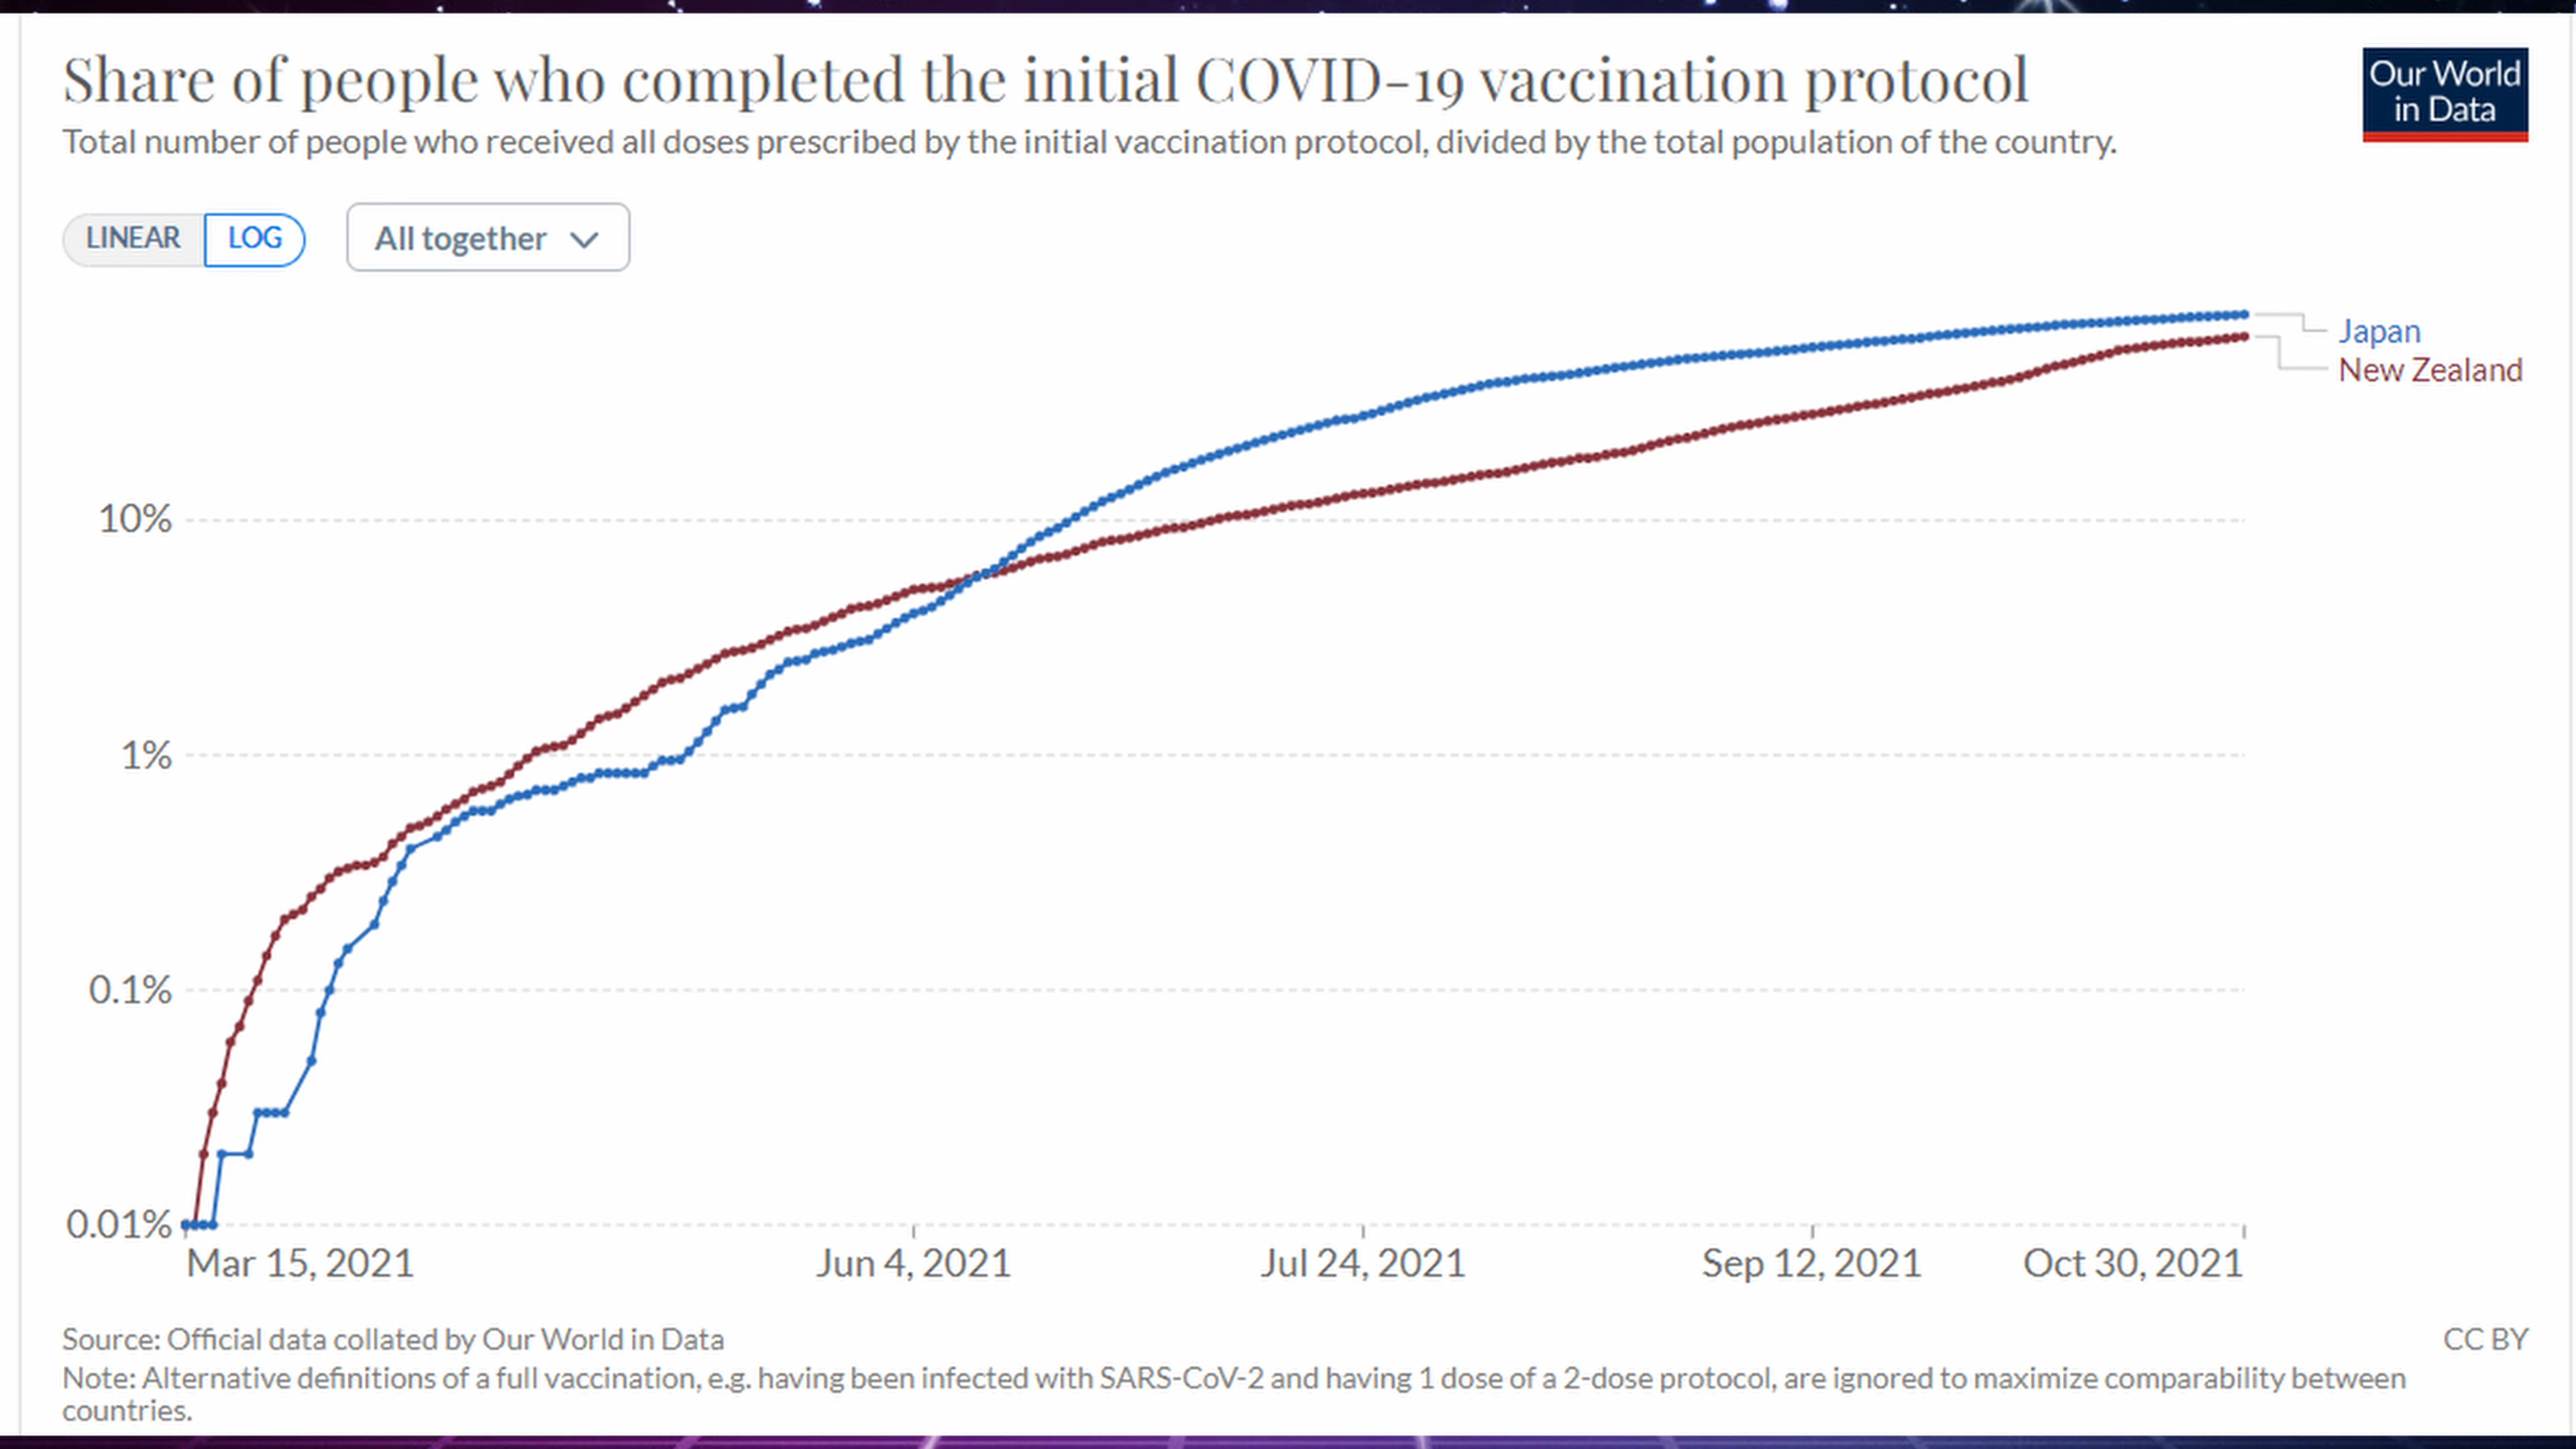 Share of people who completed the initial COVID-19 vaccination protocol
Our World
in Data
Total number of people who received all doses prescribed by the initial vaccination protocol, divided by the total population of the country.
LINEAR LOG All together
Japan
New Zealand
10%
1%
0.1%
0.01%
Mar 15, 2021 Jun 4, 2021 Jul 24, 2021 Sep 12, 2021 Oct 30, 2021
Source: Official data collated by Our World in Data CC BY
Note: Alternative definitions of a full vaccination, e.g. having been infected with SARS-CoV-2 and having 1 dose of a 2-dose protocol, are ignored to maximize comparability between
countries.